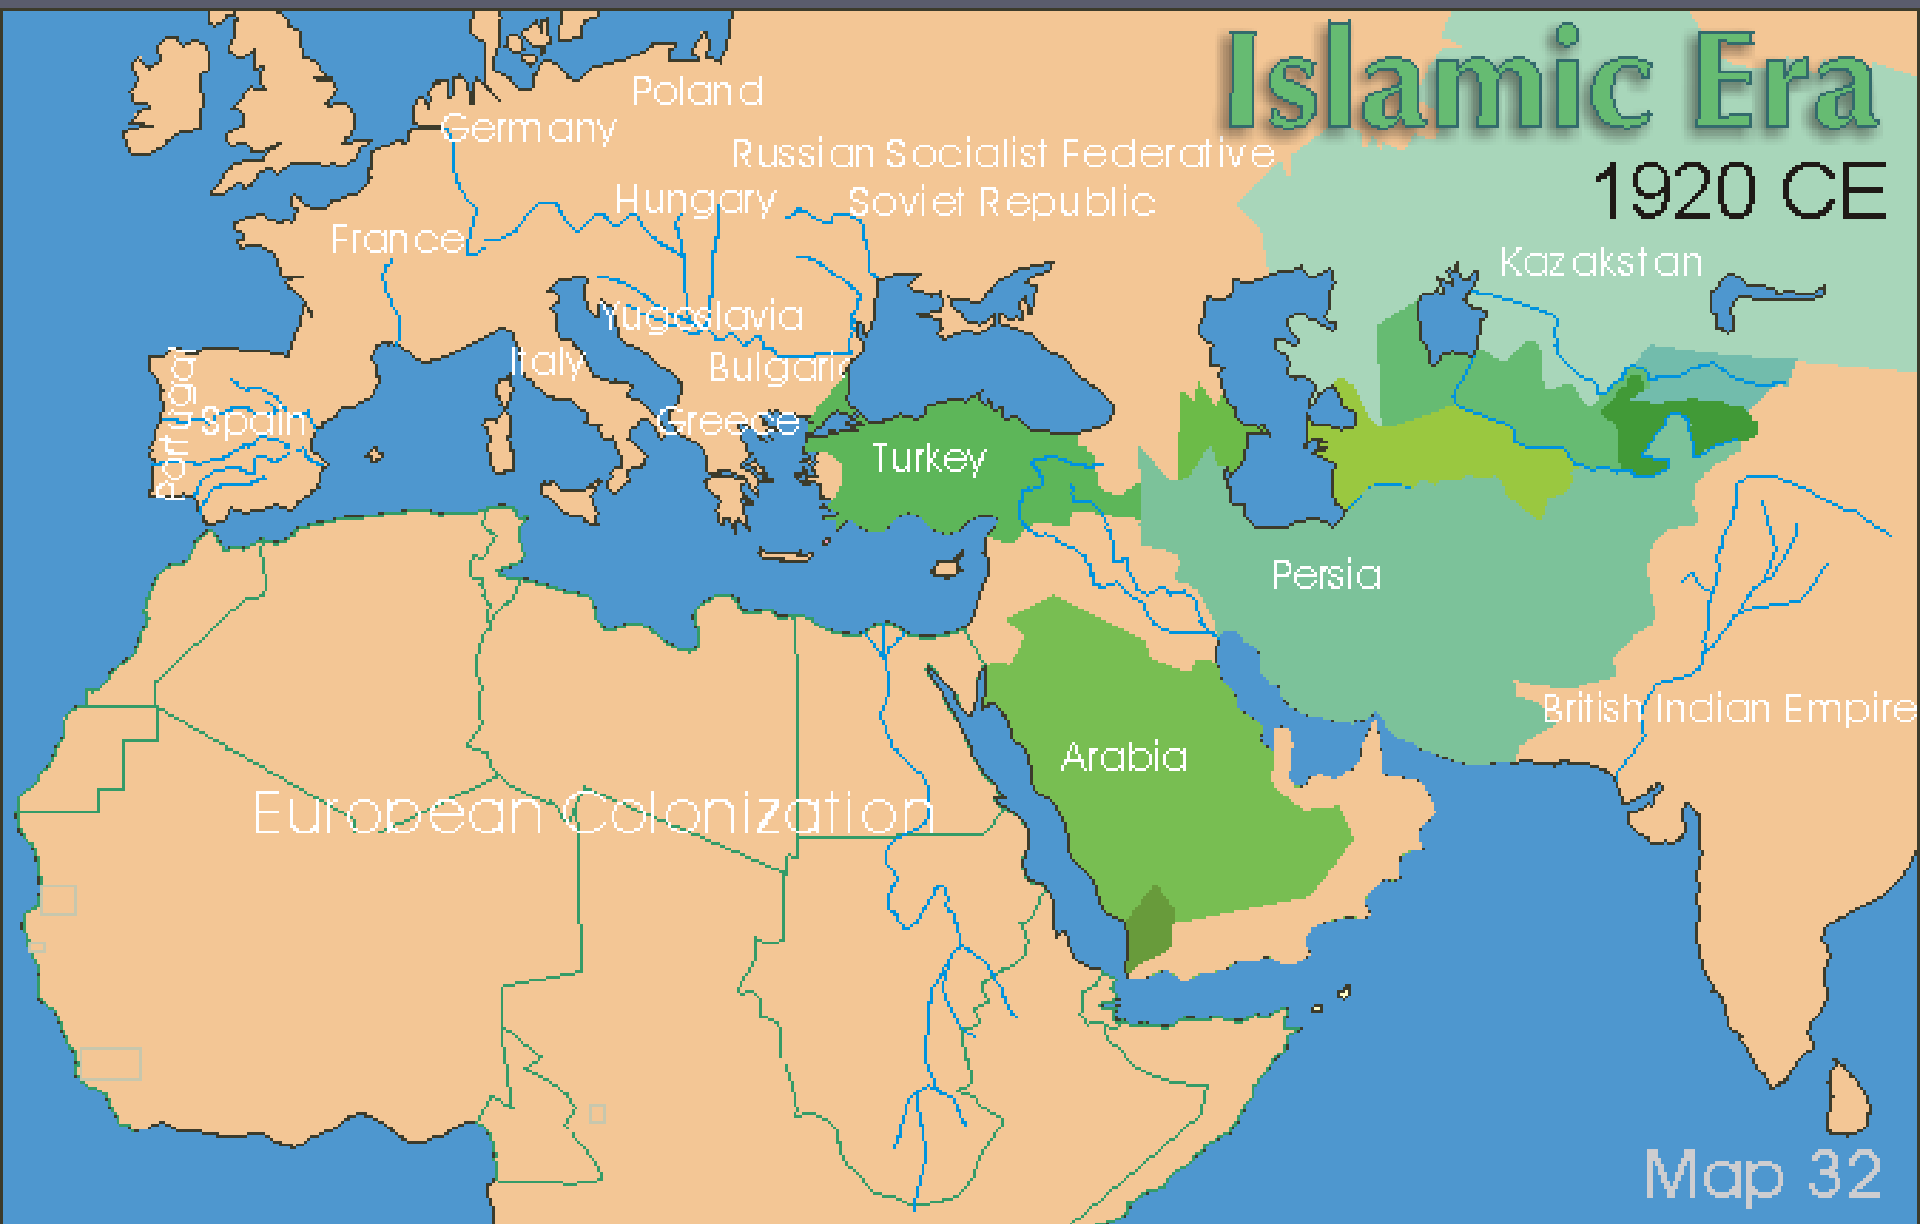 Islamic Era
1920 CE
Poland
Germany
Russian Socialist Federative
Soviet Republic
Hungary
France
Kazakstan
Yugoslavia
Italy
Bulgaria
Portugal
Spain
Greece
Turkey
Persia
British Indian Empire
Arabia
European Colonization
Map 32